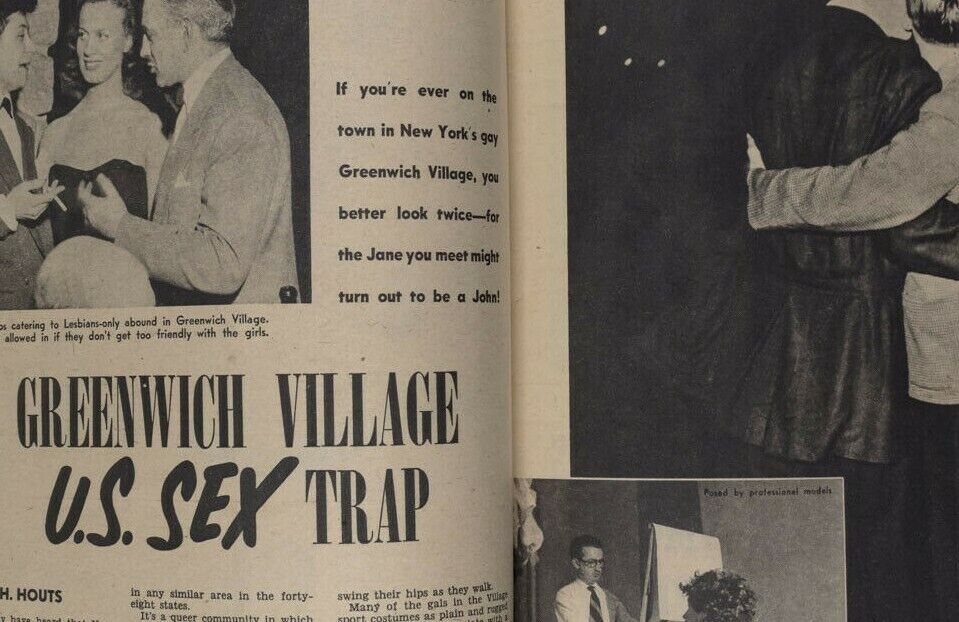 If you're ever on the
town in New York's gay
Greenwich Village, you
better look twice—for
the Jane you meet might
turn out to be a John!
catering to Lesbians-only abound in Greenwich Village.
allowed in if they don't get too friendly with the girls.
GREENWICH VILLAGE
U.S. SEX TRAP
H. HOUTS
have heard that
in any similar area in the forty-
eight states.
It's a queer community in which
swing their hips as they walk.
Many of the gals in the Village
sport costumes as plain and rugged
with a
Posed by professional models